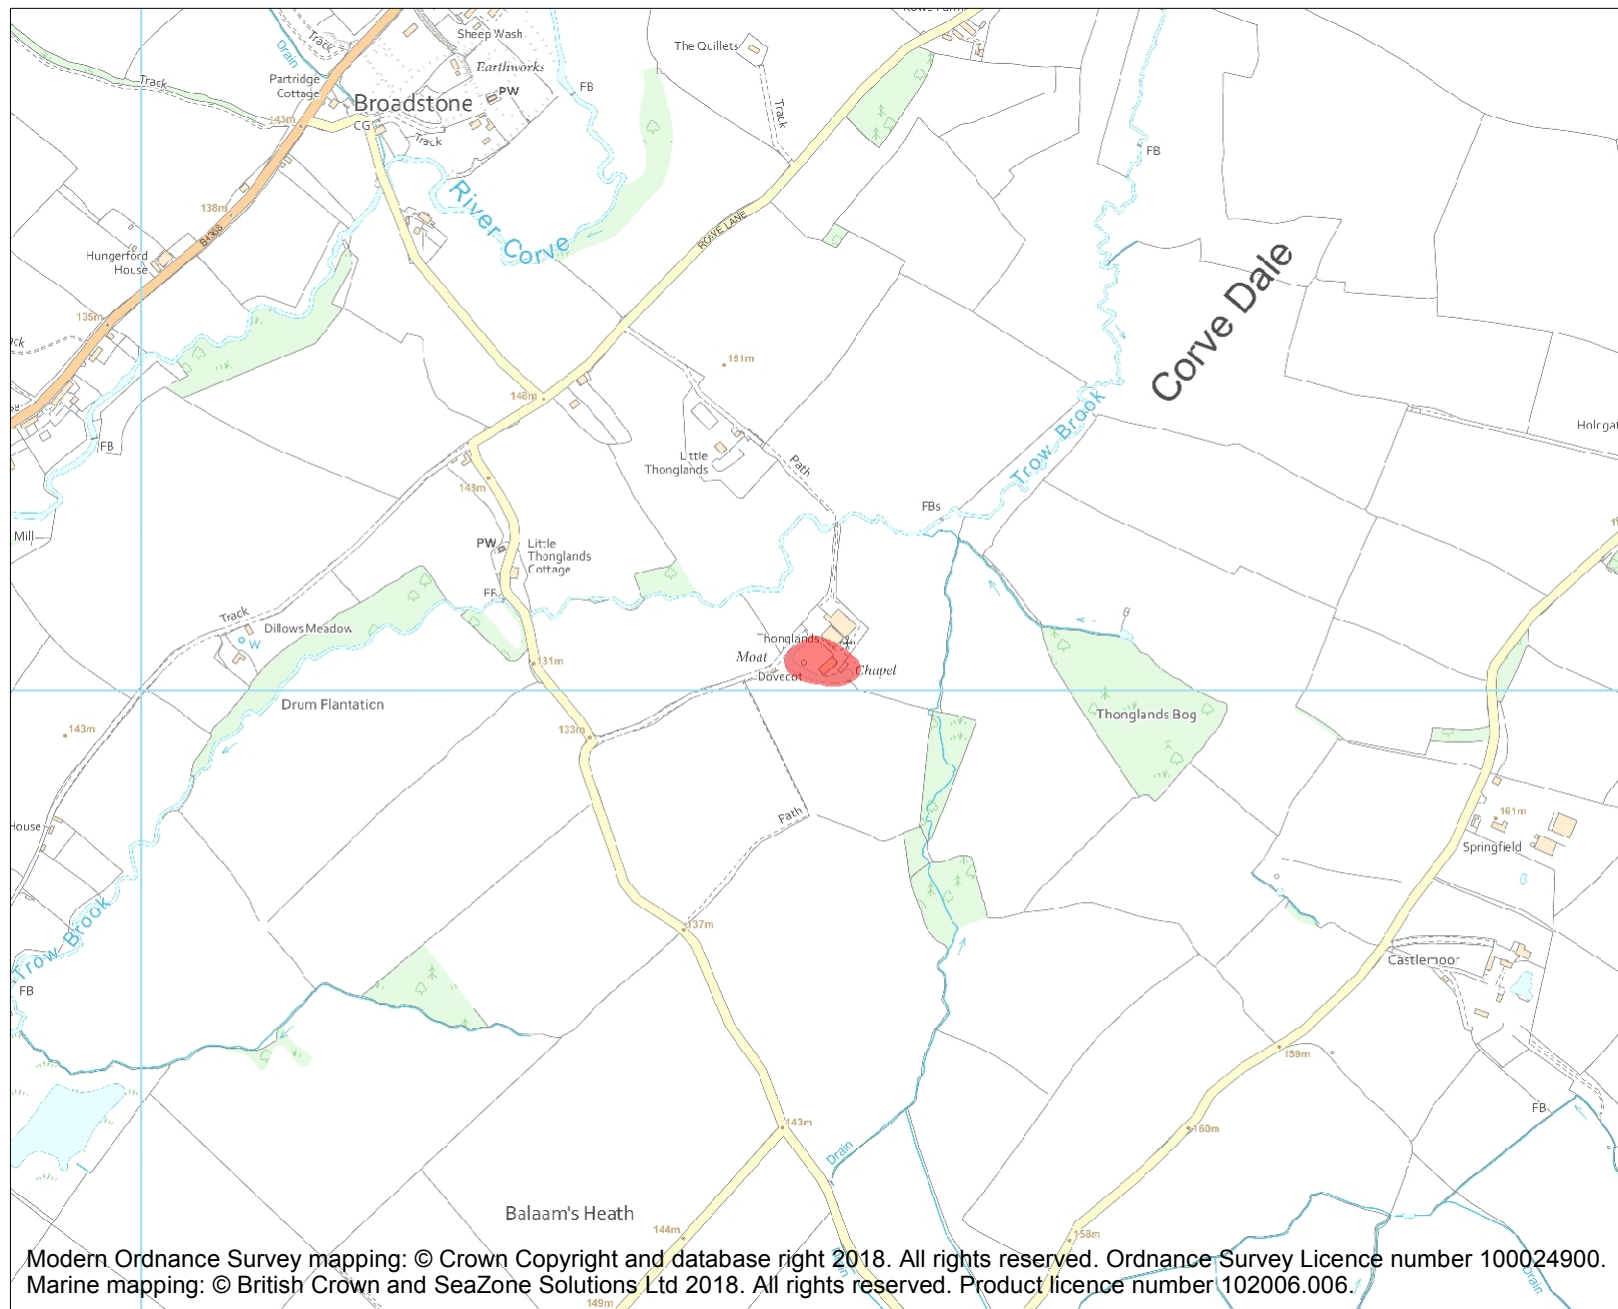 Sheep Wash
The Quillets
Drain
Track
Earthworks
Partridge
Cottage
PW
FB
Track
Broadstone
Track
143m
CG
Track
FB
River Corve
138m
B4368
ROWE LANE
Hungerford
House
Corve Dale
135m
151m
148m
Trow Brook
Little
Thonglands
Path
FB
143m
FBs
Mill
PW
Little
Thonglands
Cottage
FB
Track
Dillows Meadow
W
Thonglands
Moat
131m
Chapel
Dovecot
Drum Plantation
Thonglands Bog
143m
133m
Path
House
161m
Springfield
137m
Trow Brook
Castlemoor
FB
159m
FB
143m
160m
Drain
Balaam's Heath
144m
158m
Modern Ordnance Survey mapping: © Crown Copyright and database right 2018. All rights reserved. Ordnance Survey Licence number 100024900.
Marine mapping: © British Crown and SeaZone Solutions Ltd 2018. All rights reserved. Product licence number 102006.006.
Drain
Drain
149m